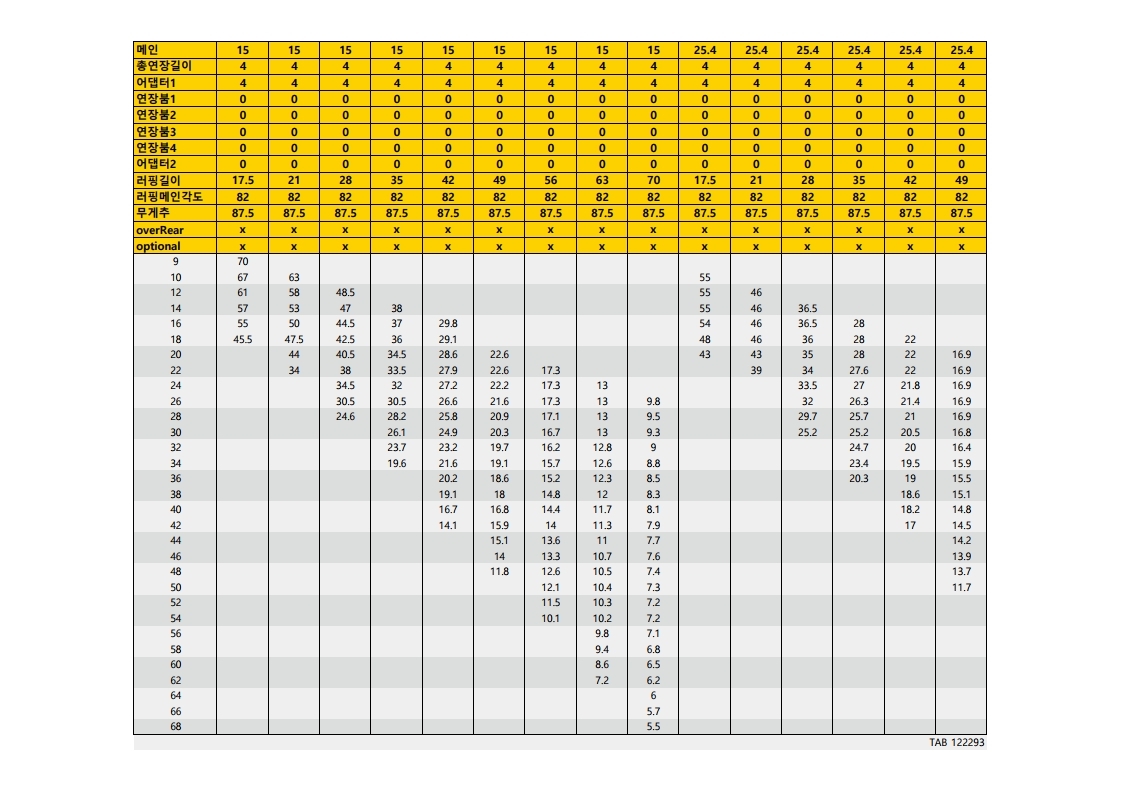 메인 15 15 15 15 15 15 15 15 15 25.4 25.4 25.4 25.4 25.4 25.4
총연장길이 4 4 4 4 4 4 4 4 4 4 4 4 4 4 4
어댑터1 4 4 4 4 4 4 4 4 4 4 4 4 4 4 4
연장붐1 0 0 0 0 0 0 0 0 0 0 0 0 0 0 0
연장붐2 0 0 0 0 0 0 0 0 0 0 0 0 0 0 0
연장붐3 0 0 0 0 0 0 0 0 0 0 0 0 0 0 0
연장붐4 0 0 0 0 0 0 0 0 0 0 0 0 0 0 0
어댑터2 0 0 0 0 0 0 0 0 0 0 0 0 0 0 0
러핑길이 17.5 21 28 35 42 49 56 63 70 17.5 21 28 35 42 49
러핑메인각도 82 82 82 82 82 82 82 82 82 82 82 82 82 82 82
무게추 87.5 87.5 87.5 87.5 87.5 87.5 87.5 87.5 87.5 87.5 87.5 87.5 87.5 87.5 87.5
overRear x x x x x x x x x x x x x x x
optional x x x x x x x x x x x x x x x
9 70
10 67 63 55
12 61 58 48.5 55 46
14 57 53 47 38 55 46 36.5
16 55 50 44.5 37 29.8 54 46 36.5 28
18 45.5 47.5 42.5 36 29.1 48 46 36 28 22
20 44 40.5 34.5 28.6 22.6 43 43 35 28 22 16.9
22 34 38 33.5 27.9 22.6 17.3 39 34 27.6 22 16.9
24 34.5 32 27.2 22.2 17.3 13 33.5 27 21.8 16.9
26 30.5 30.5 26.6 21.6 17.3 13 9.8 32 26.3 21.4 16.9
28 24.6 28.2 25.8 20.9 17.1 13 9.5 29.7 25.7 21 16.9
30 26.1 24.9 20.3 16.7 13 9.3 25.2 25.2 20.5 16.8
32 23.7 23.2 19.7 16.2 12.8 9 24.7 20 16.4
34 19.6 21.6 19.1 15.7 12.6 8.8 23.4 19.5 15.9
36 20.2 18.6 15.2 12.3 8.5 20.3 19 15.5
38 19.1 18 14.8 12 8.3 18.6 15.1
40 16.7 16.8 14.4 11.7 8.1 18.2 14.8
42 14.1 15.9 14 11.3 7.9 17 14.5
44 15.1 13.6 11 7.7 14.2
46 14 13.3 10.7 7.6 13.9
48 11.8 12.6 10.5 7.4 13.7
50 12.1 10.4 7.3 11.7
52 11.5 10.3 7.2
54 10.1 10.2 7.2
56 9.8 7.1
58 9.4 6.8
60 8.6 6.5
62 7.2 6.2
64 6
66 5.7
68 5.5
TAB 122293